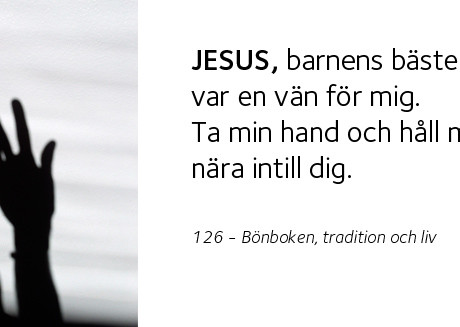 JESUS, barnens bäste
var en vän för mig.
Ta min hand och håll
nära intill dig.
126 – Bönboken, tradition och liv